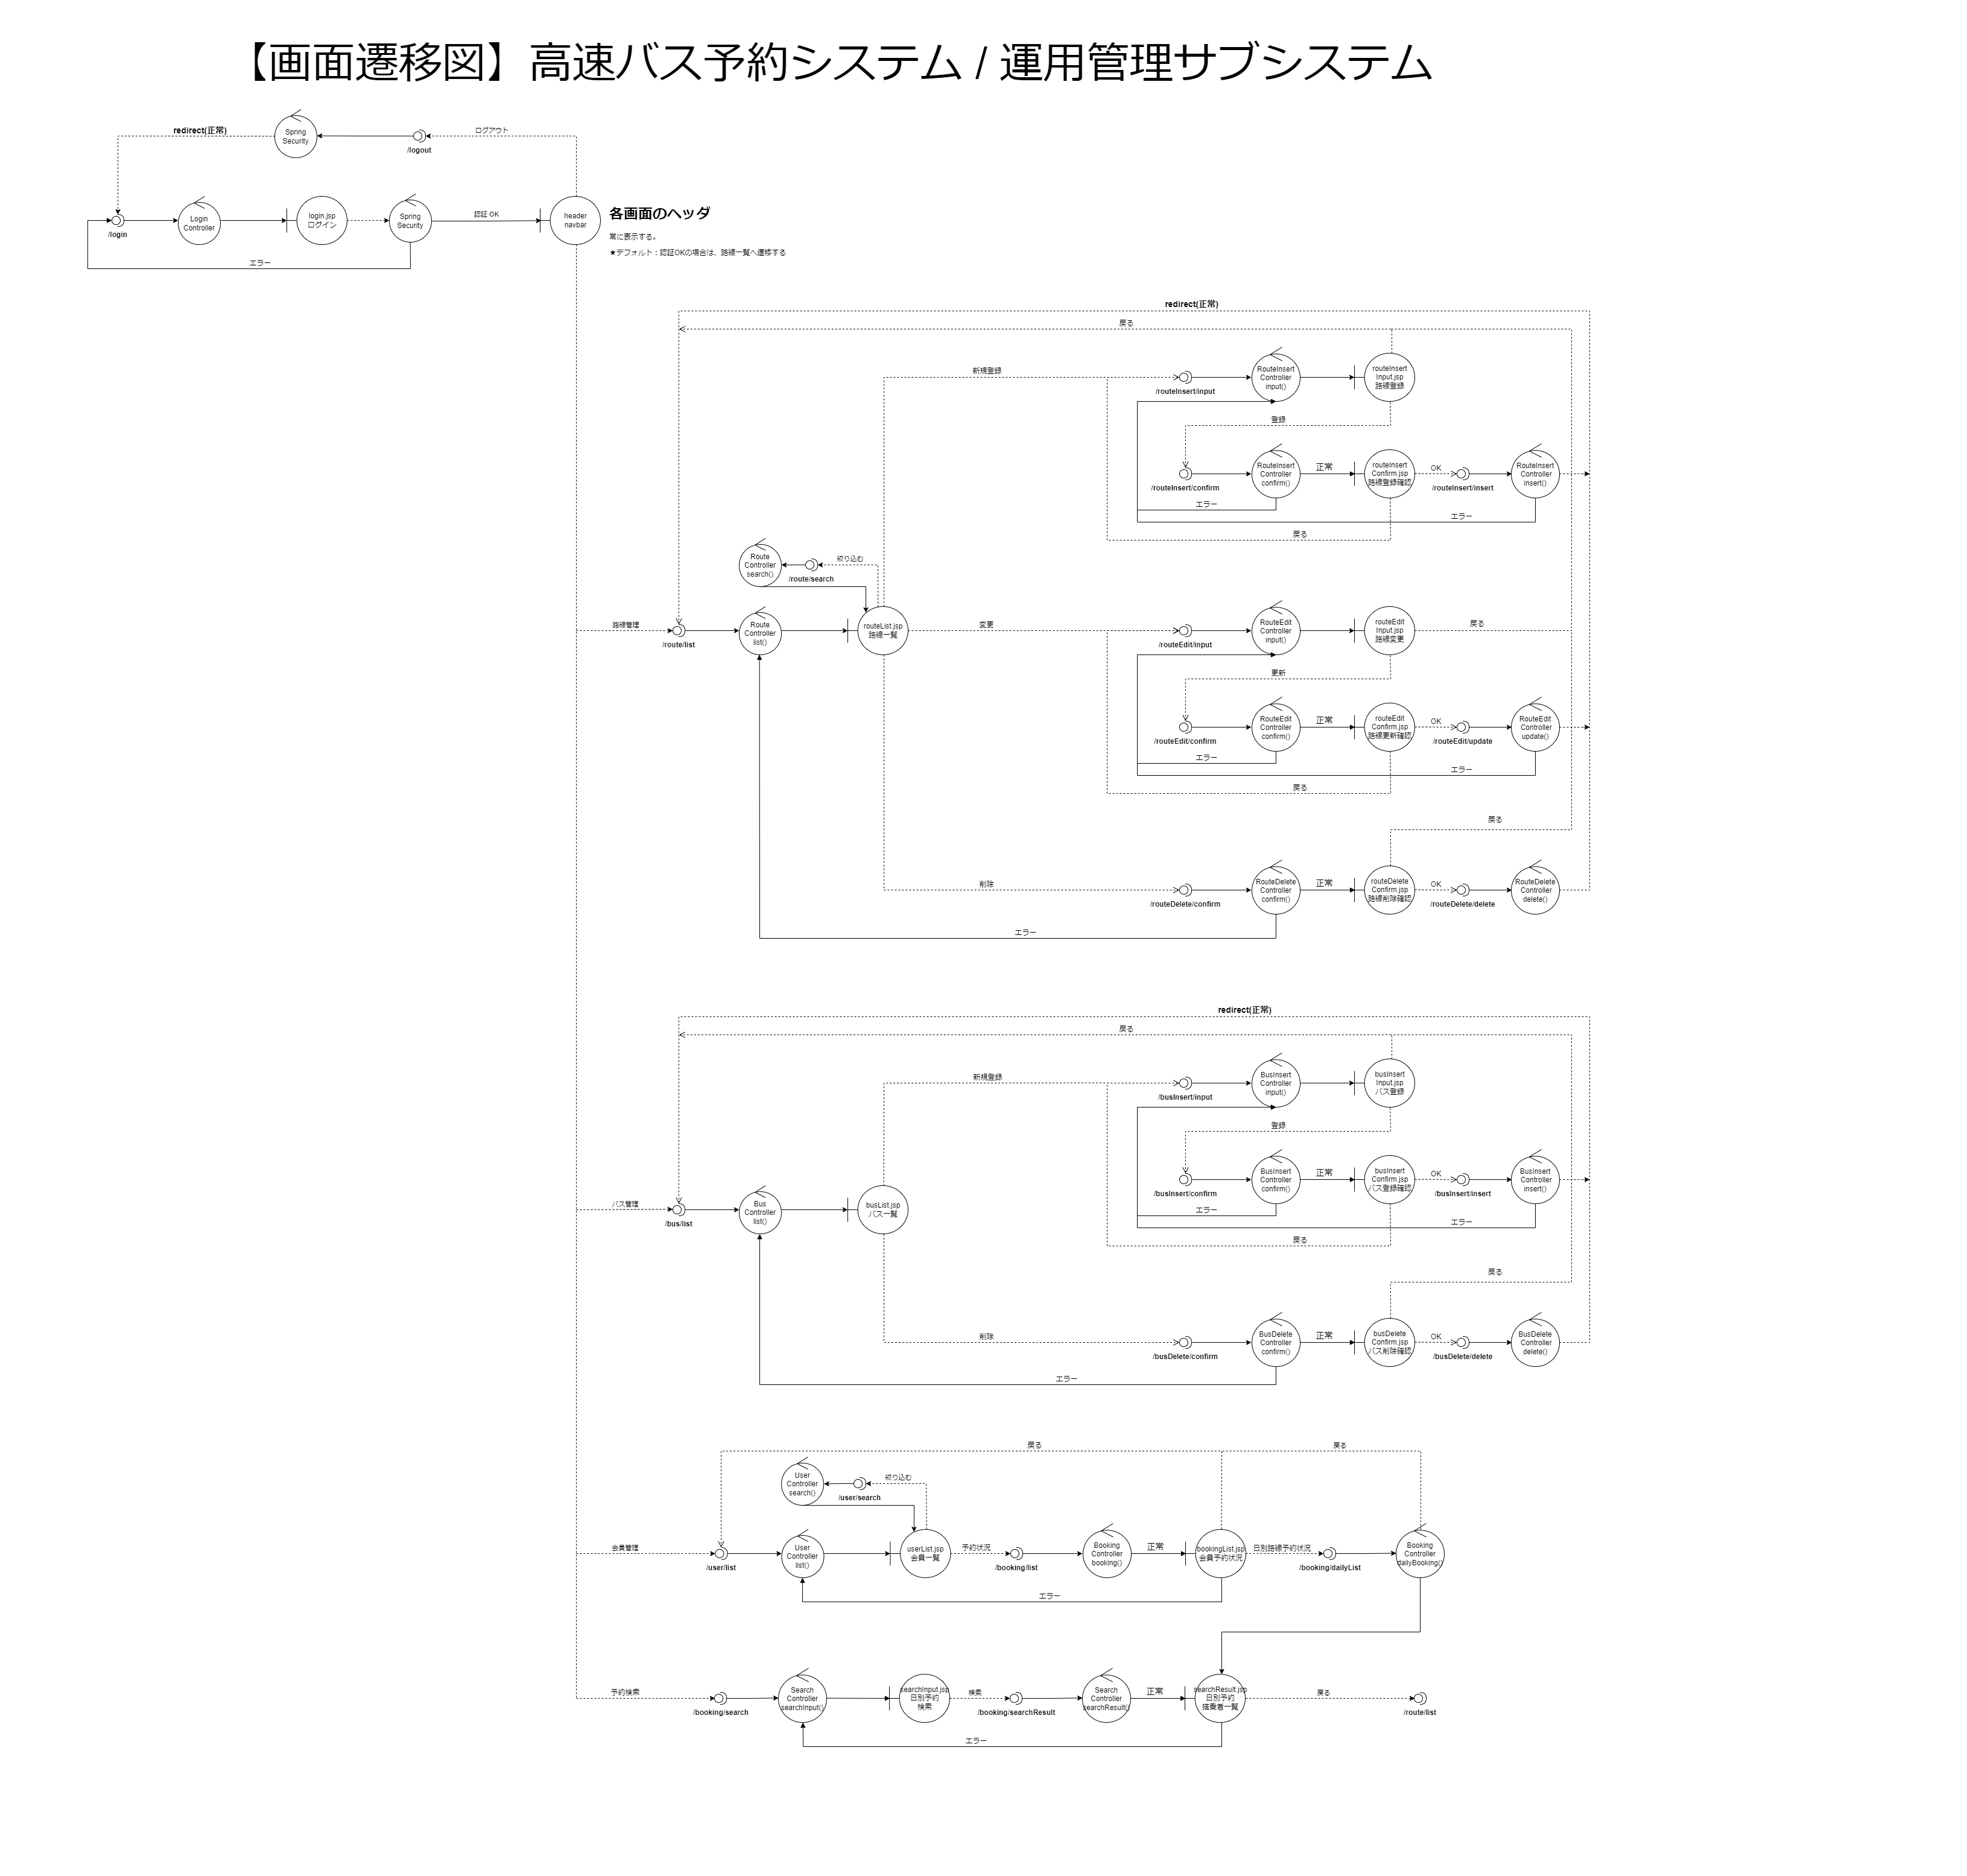 【画面遷移図】高速バス予約システム / 運用管理サブシステム
redirect(正常)
Spring
Security
/logout
ログアウト
/login
Login
Controller
login.jsp
ログイン
Spring
Security
認証 OK
header
navbar
エラー
各画面のヘッダ
常に表示する。
★デフォルト：認証OKの場合は、路線一覧へ遷移する
redirect(正常)
戻る
新規登録
/routeInsert/input
RouteInsert
Controller
input()
routeInsert
Input.jsp
路線登録
登録
/routeInsert/confirm
RouteInsert
Controller
confirm()
正常
routeInsert
Confirm.jsp
路線登録確認
OK
/routeInsert/insert
RouteInsert
Controller
insert()
エラー
エラー
戻る
Route
Controller
search()
/route/search
絞り込む
路線管理
/route/list
Route
Controller
list()
routeList.jsp
路線一覧
変更
/routeEdit/input
RouteEdit
Controller
input()
routeEdit
Input.jsp
路線変更
戻る
更新
/routeEdit/confirm
RouteEdit
Controller
confirm()
正常
routeEdit
Confirm.jsp
路線更新確認
OK
/routeEdit/update
RouteEdit
Controller
update()
エラー
エラー
戻る
戻る
削除
/routeDelete/confirm
RouteDelete
Controller
confirm()
正常
routeDelete
Confirm.jsp
路線削除確認
OK
/routeDelete/delete
RouteDelete
Controller
delete()
エラー
redirect(正常)
戻る
新規登録
/busInsert/input
BusInsert
Controller
input()
busInsert
Input.jsp
バス登録
登録
/busInsert/confirm
BusInsert
Controller
confirm()
正常
busInsert
Confirm.jsp
バス登録確認
OK
/busInsert/insert
BusInsert
Controller
insert()
エラー
エラー
戻る
バス管理
/bus/list
Bus
Controller
list()
busList.jsp
バス一覧
戻る
削除
/busDelete/confirm
BusDelete
Controller
confirm()
正常
busDelete
Confirm.jsp
バス削除確認
OK
/busDelete/delete
BusDelete
Controller
delete()
エラー
戻る
戻る
User
Controller
search()
/user/search
絞り込む
会員管理
/user/list
User
Controller
list()
userList.jsp
会員一覧
予約状況
/booking/list
Booking
Controller
booking()
正常
bookingList.jsp
会員予約状況
日別路線予約状況
/booking/dailyList
Booking
Controller
dailyBooking()
エラー
予約検索
/booking/search
Search
Controller
searchInput()
searchInput.jsp
日別予約
検索
検索
/booking/searchResult
Search
Controller
searchResult()
正常
searchResult.jsp
日別予約
搭乗者一覧
戻る
/route/list
エラー